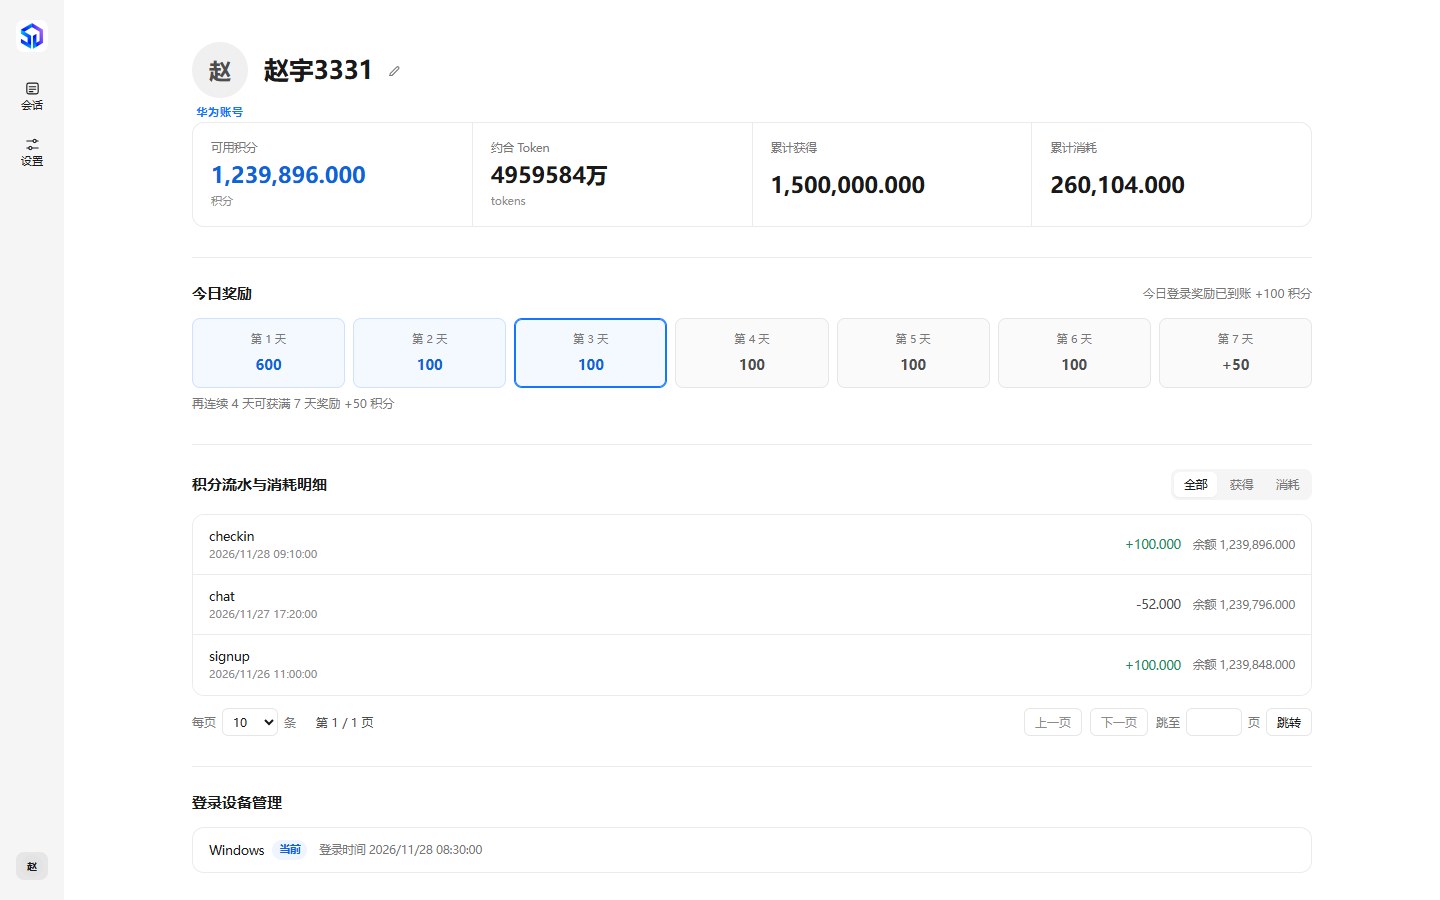 会话
设置
赵
赵
赵宇3331
华为账号
可用积分
1,239,896.000
积分
约合 Token
4959584万
tokens
累计获得
1,500,000.000
累计消耗
260,104.000
今日奖励
今日登录奖励已到账 +100 积分
第 1 天
600
第 2 天
100
第 3 天
100
第 4 天
100
第 5 天
100
第 6 天
100
第 7 天
+50
再连续 4 天可获满 7 天奖励 +50 积分
积分流水与消耗明细
全部 获得 消耗
checkin
2026/11/28 09:10:00
+100.000 余额 1,239,896.000
chat
2026/11/27 17:20:00
-52.000 余额 1,239,796.000
signup
2026/11/26 11:00:00
+100.000 余额 1,239,848.000
每页 10 条 第 1 / 1 页
上一页 下一页 跳至 页 跳转
登录设备管理
Windows 当前 登录时间 2026/11/28 08:30:00